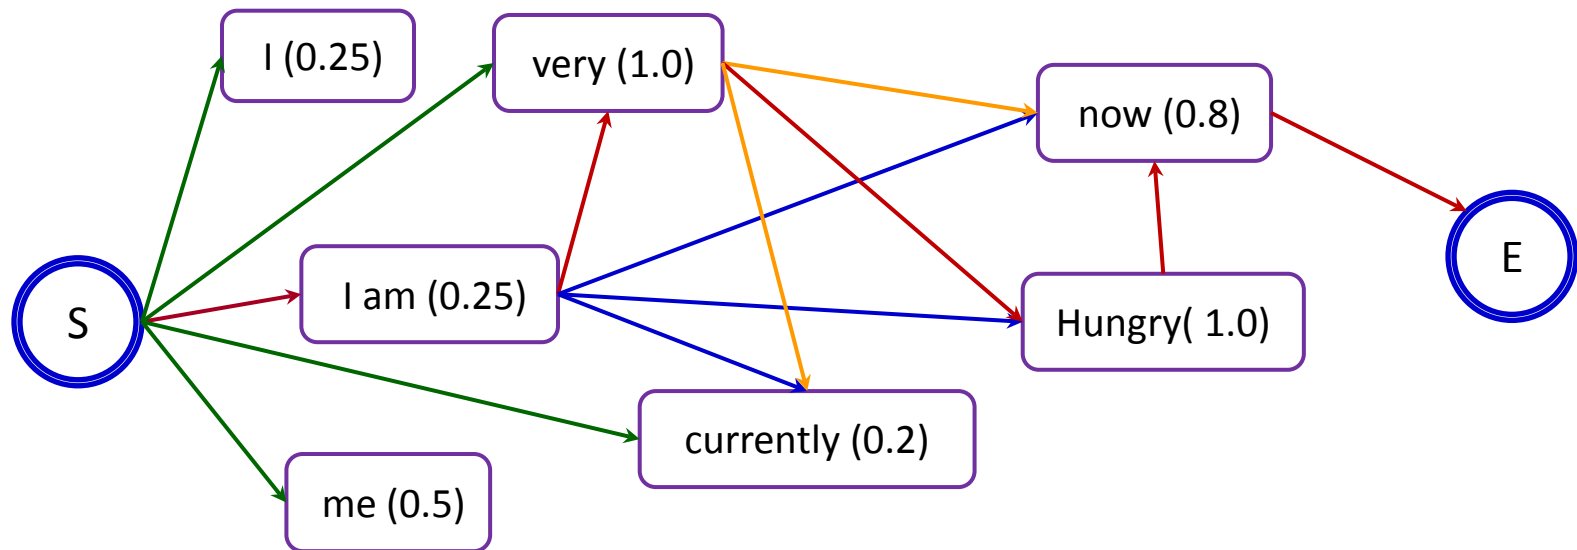 I (0.25)
very (1.0)
now (0.8)
S
I am (0.25)
E
Hungry( 1.0)
currently (0.2)
me (0.5)